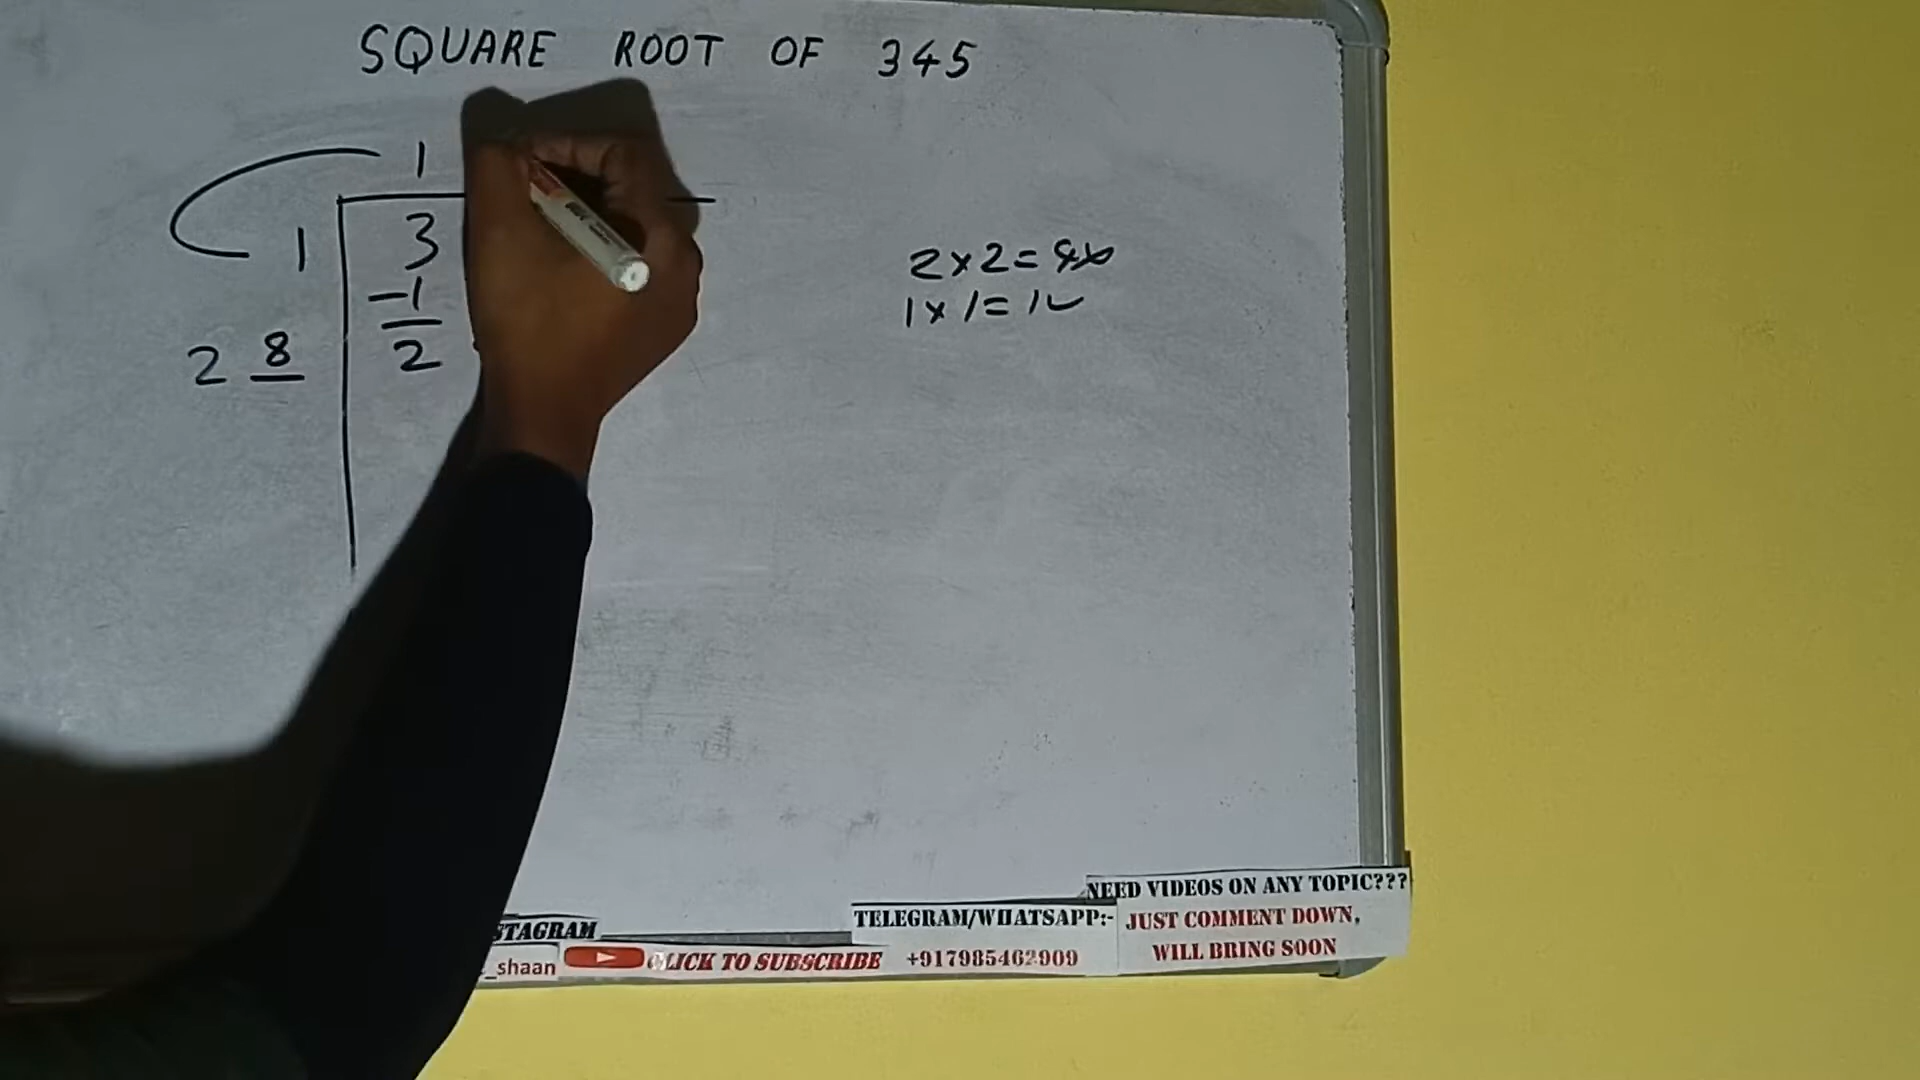 SQUARE ROOT OF 345
1
1 3
2×2=4×
-1
1×1=1✓
2 8 2
NEED VIDEOS ON ANY TOPIC???
TELEGRAM/WHATSAPP:- JUST COMMENT DOWN,
STAGRAM
CLICK TO SUBSCRIBE +917985462909 WILL BRING SOON
_shaan